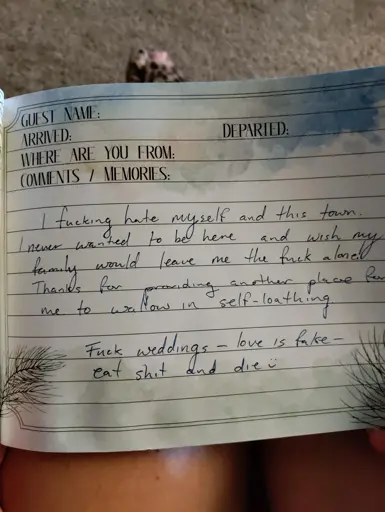 GUEST NAME:
ARRIVED: DEPARTED:
WHERE ARE YOU FROM:
COMMENTS / MEMORIES:
I fucking hate myself and this town.
I never wanted to be here and wish my
family would leave me the fuck alone.
Thanks for providing another place for
me to wallow in self-loathing
Fuck weddings – love is fake –
eat shit and die :)